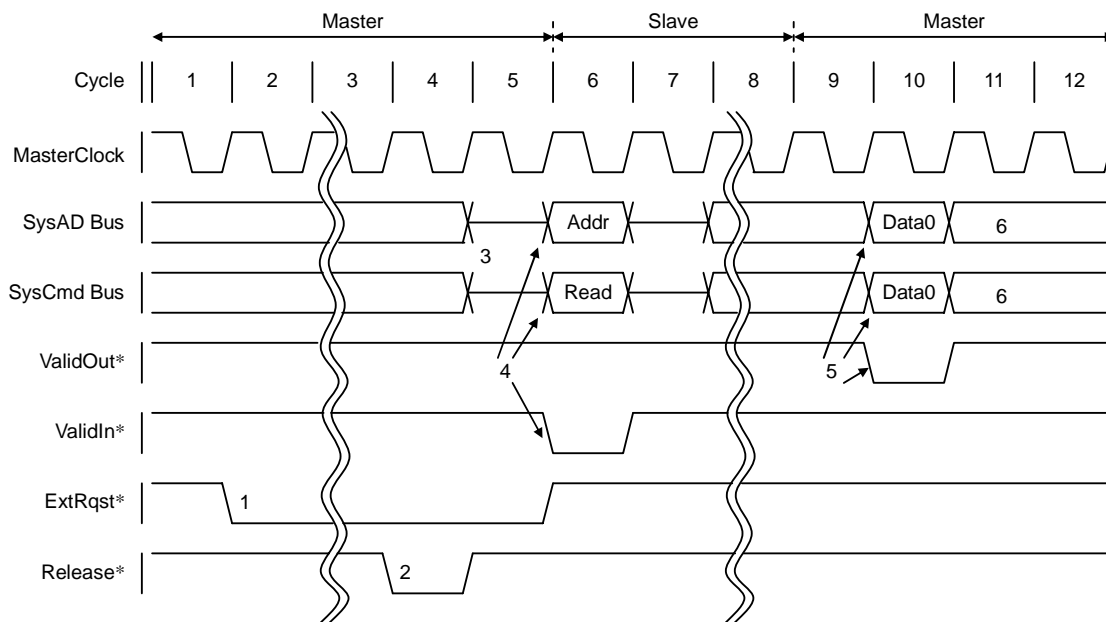 Master Slave Master
Cycle 1 2 3 4 5 6 7 8 9 10 11 12
MasterClock
SysAD Bus Addr Data0 6
3
SysCmd Bus Read Data0 6
ValidOut* 4 5
ValidIn*
ExtRqst* 1
Release* 2